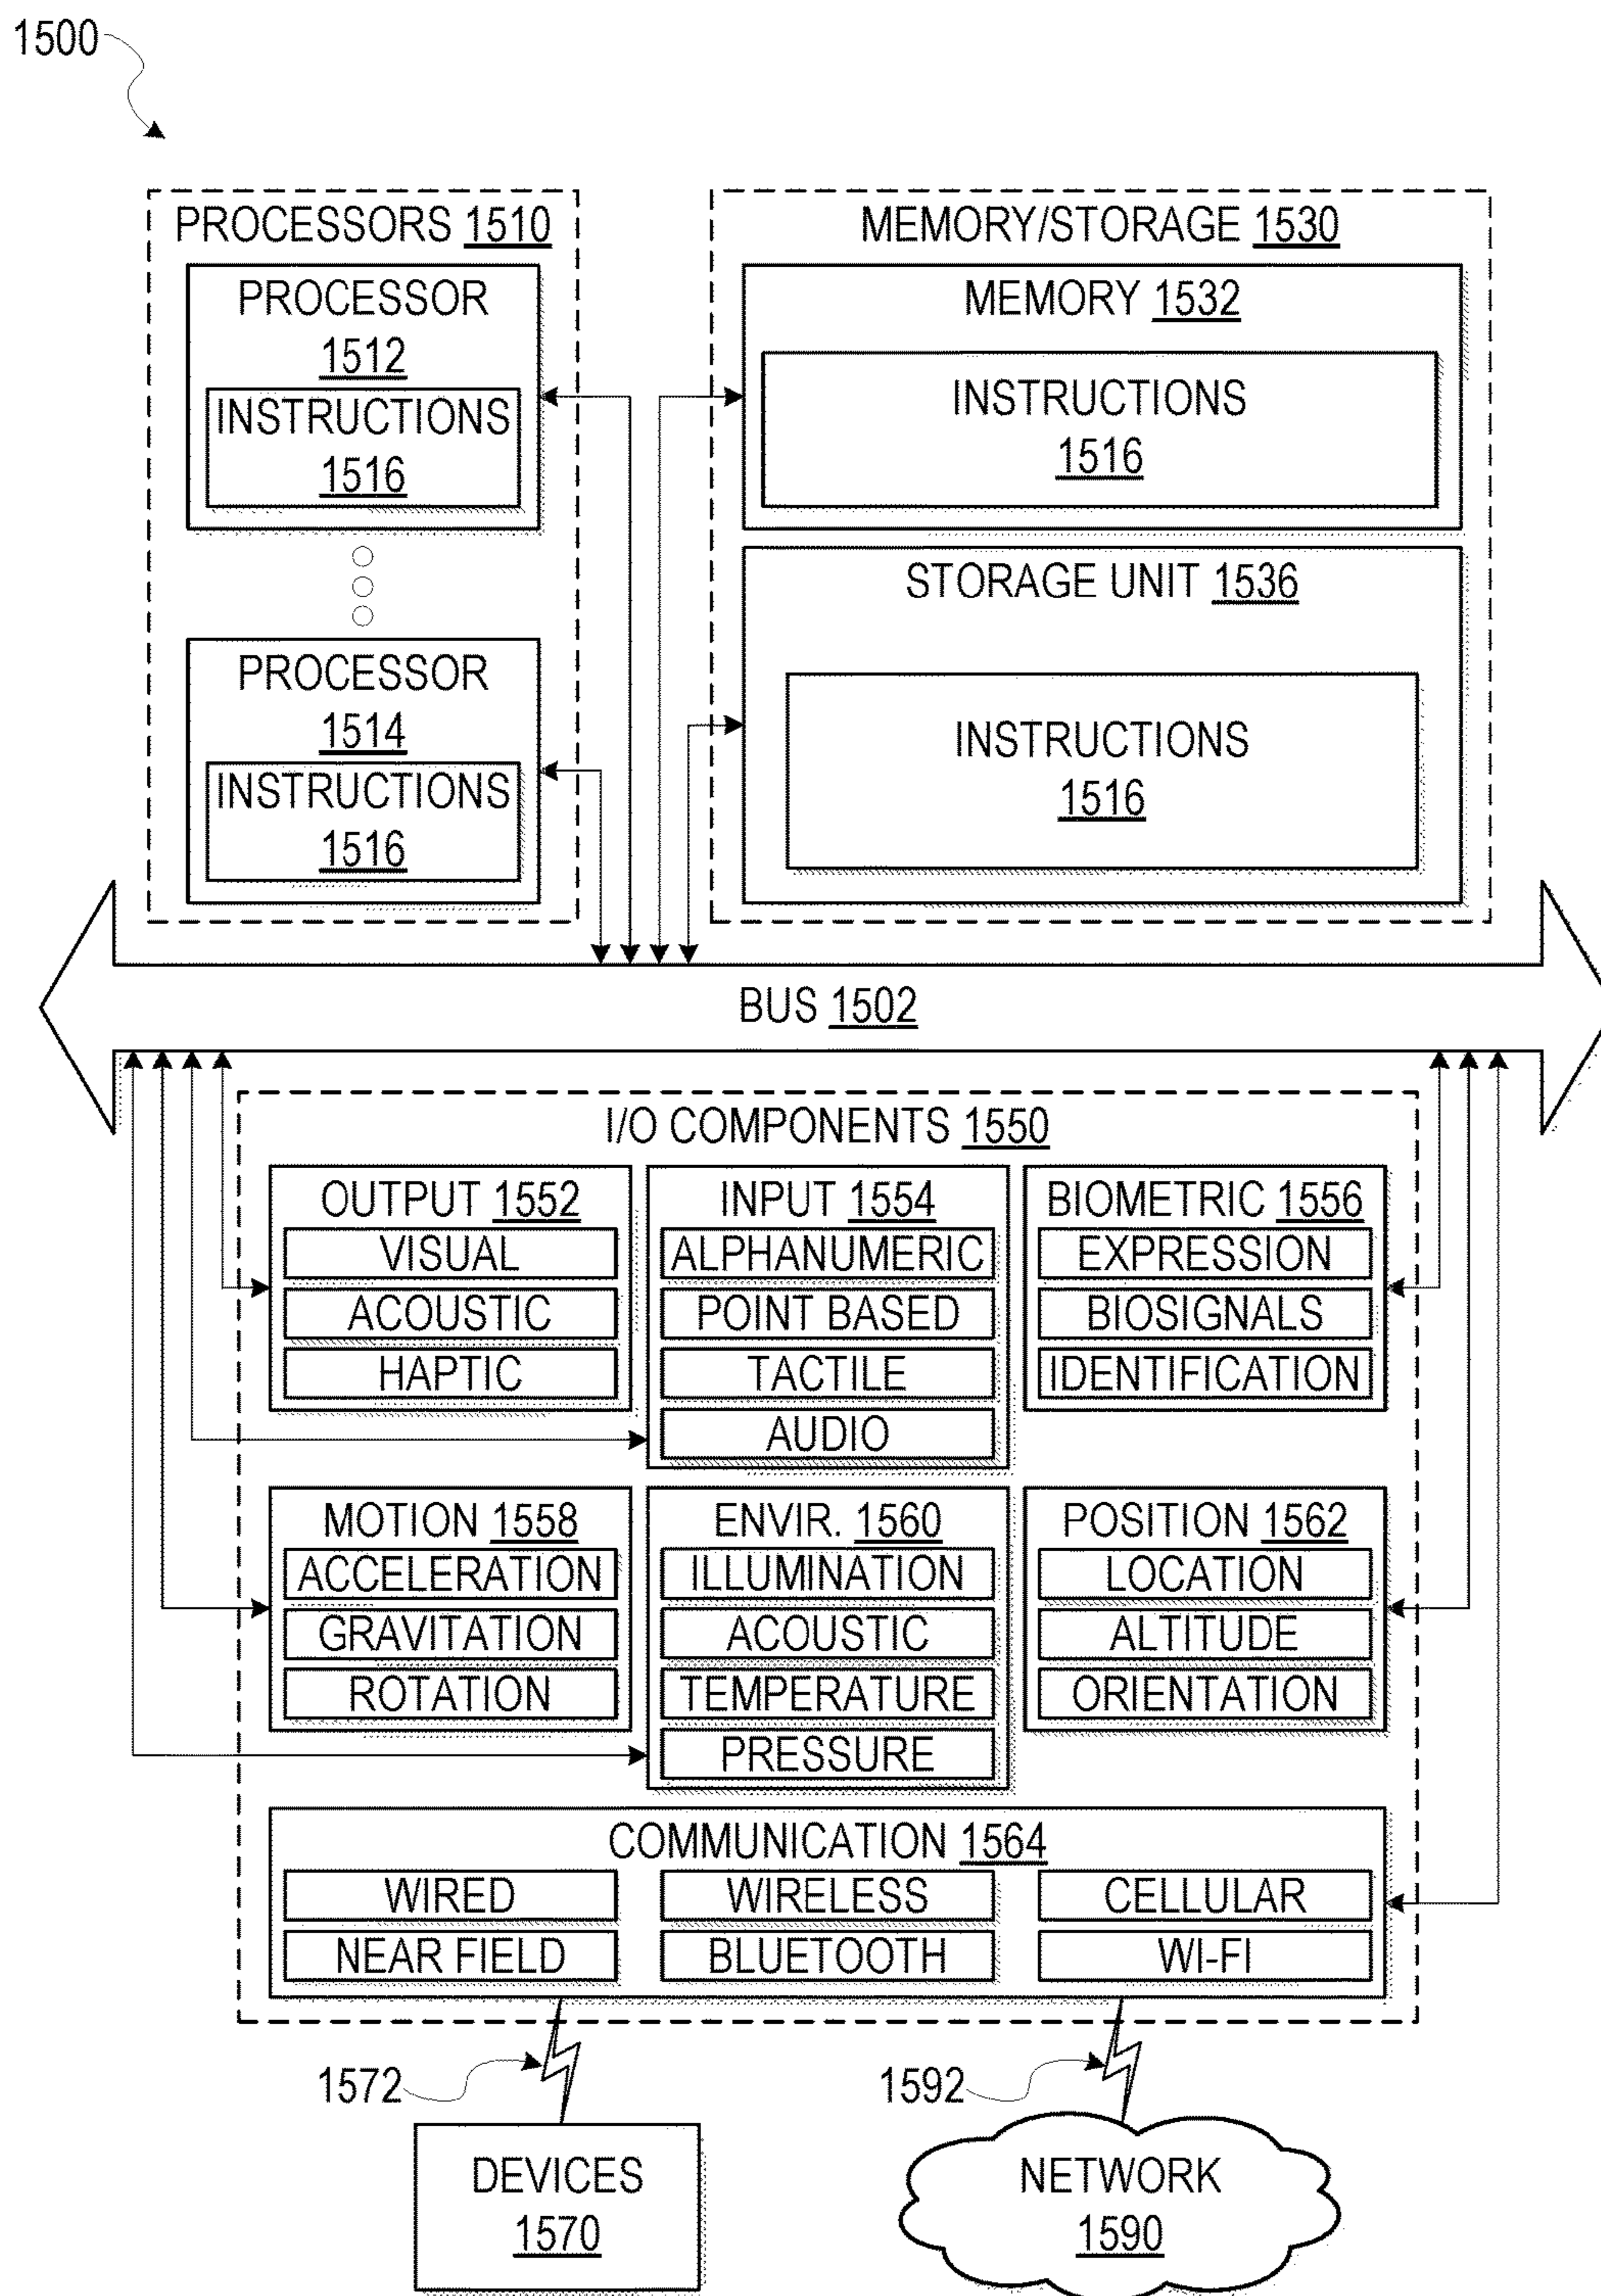 1500
PROCESSORS 1510
PROCESSOR
1512
INSTRUCTIONS
1516
PROCESSOR
1514
INSTRUCTIONS
1516
MEMORY/STORAGE 1530
MEMORY 1532
INSTRUCTIONS
1516
STORAGE UNIT 1536
INSTRUCTIONS
1516
BUS 1502
I/O COMPONENTS 1550
OUTPUT 1552
VISUAL
ACOUSTIC
HAPTIC
INPUT 1554
ALPHANUMERIC
POINT BASED
TACTILE
AUDIO
BIOMETRIC 1556
EXPRESSION
BIOSIGNALS
IDENTIFICATION
MOTION 1558
ACCELERATION
GRAVITATION
ROTATION
ENVIR. 1560
ILLUMINATION
ACOUSTIC
TEMPERATURE
PRESSURE
POSITION 1562
LOCATION
ALTITUDE
ORIENTATION
COMMUNICATION 1564
WIRED
WIRELESS
CELLULAR
NEAR FIELD
BLUETOOTH
WI-FI
1572
1592
DEVICES
1570
NETWORK
1590